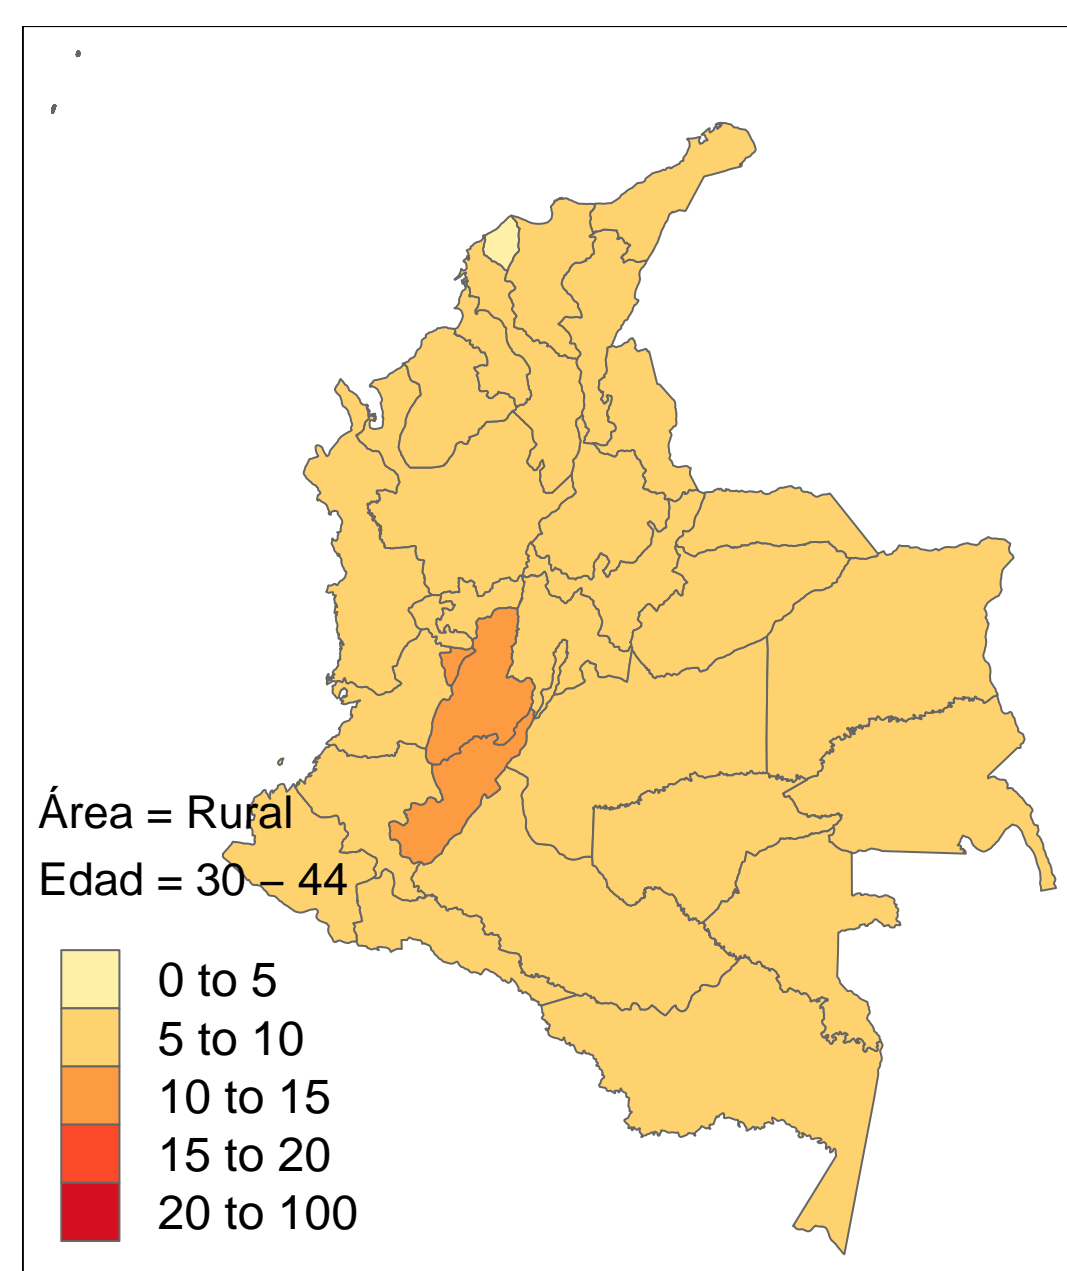 Área = Rural
Edad = 30 – 44
0 to 5
5 to 10
10 to 15
15 to 20
20 to 100